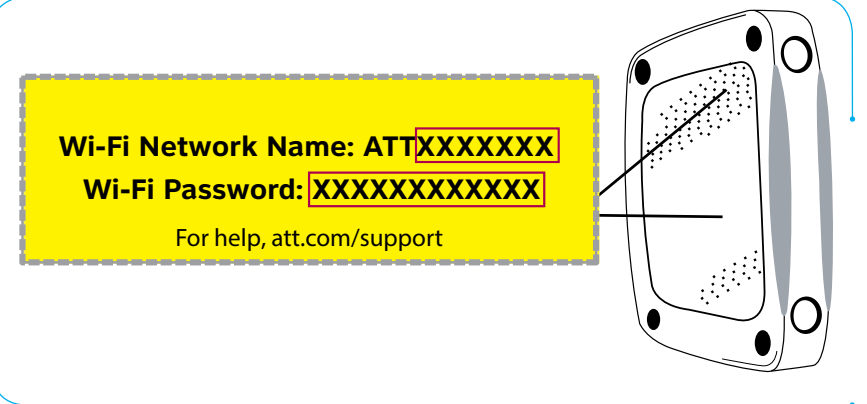 Wi-Fi Network Name: ATTXXXXXXX
Wi-Fi Password: XXXXXXXXXXXX
For help, att.com/support